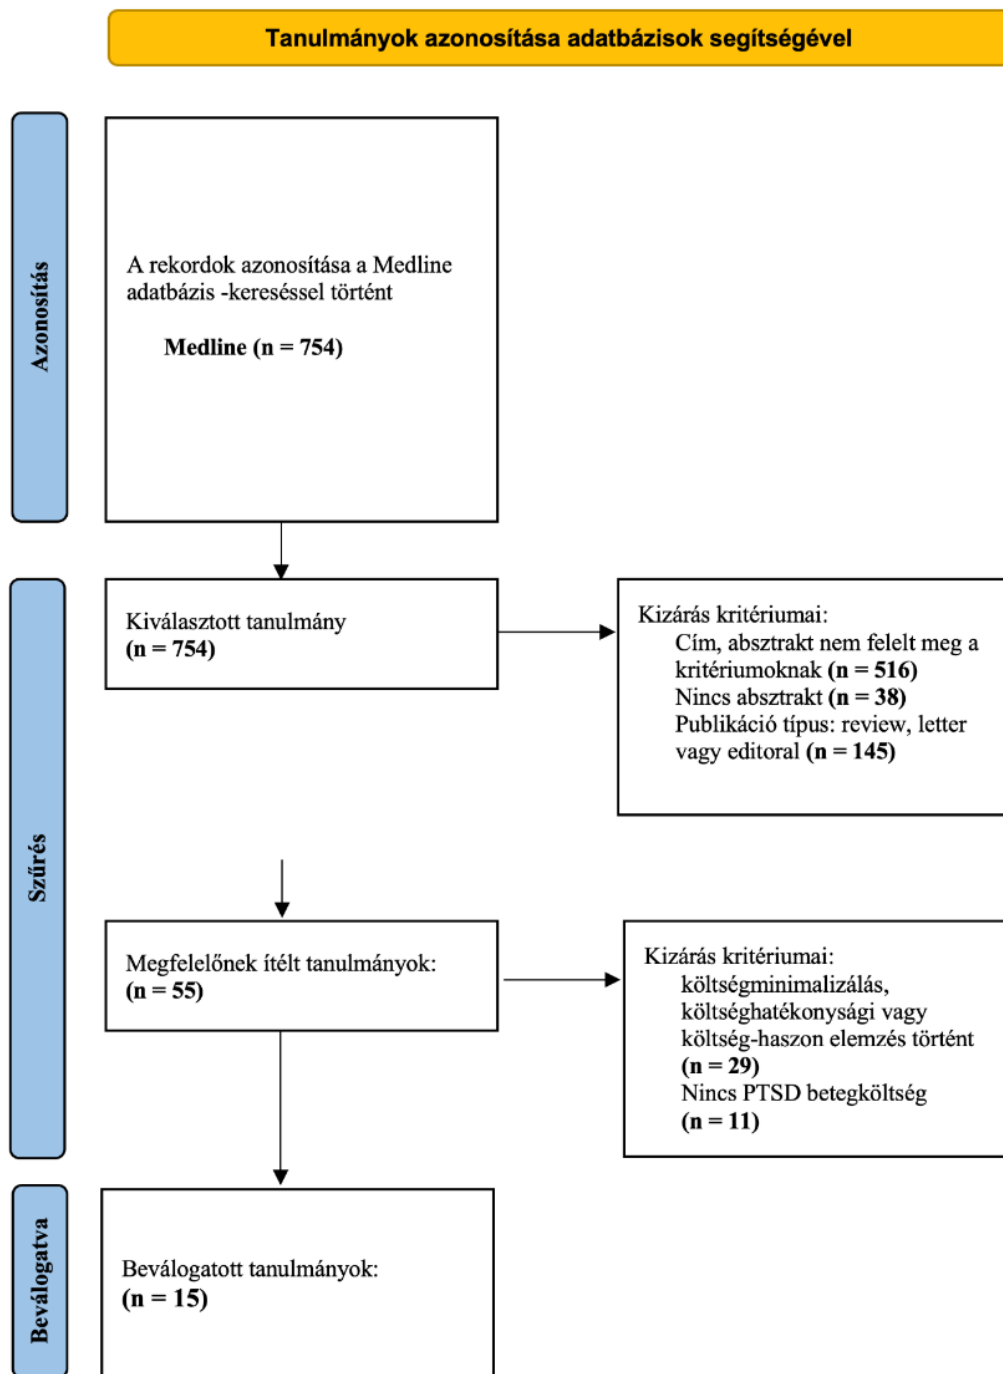 Tanulmányok azonosítása adatbázisok segítségével
Azonosítás
A rekordok azonosítása a Medline
adatbázis -kereséssel történt
Medline (n = 754)
Szűrés
Kiválasztott tanulmány
(n = 754)
Kizárás kritériumai:
Cím, absztrakt nem felelt meg a
kritériumoknak (n = 516)
Nincs absztrakt (n = 38)
Publikáció típus: review, letter
vagy editoral (n = 145)
Megfelelőnek ítélt tanulmányok:
(n = 55)
Kizárás kritériumai:
költségminimalizálás,
költséghatékonysági vagy
költség-haszon elemzés történt
(n = 29)
Nincs PTSD betegköltség
(n = 11)
Beválogatva
Beválogatott tanulmányok:
(n = 15)